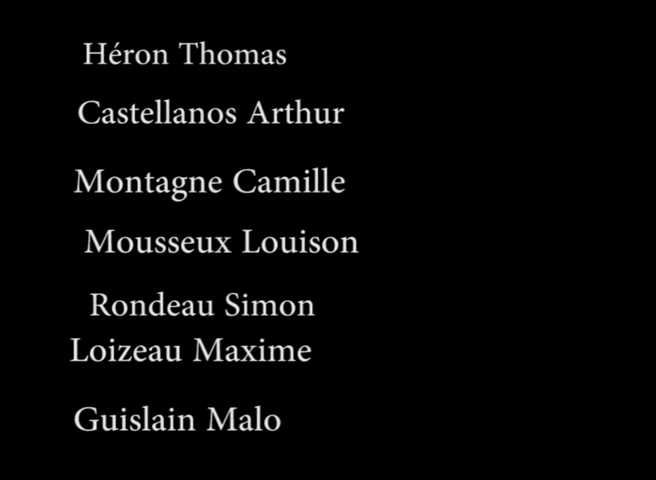 Héron Thomas
Castellanos Arthur
Montagne Camille
Mousseux Louison
Rondeau Simon
Loizeau Maxime
Guislain Malo